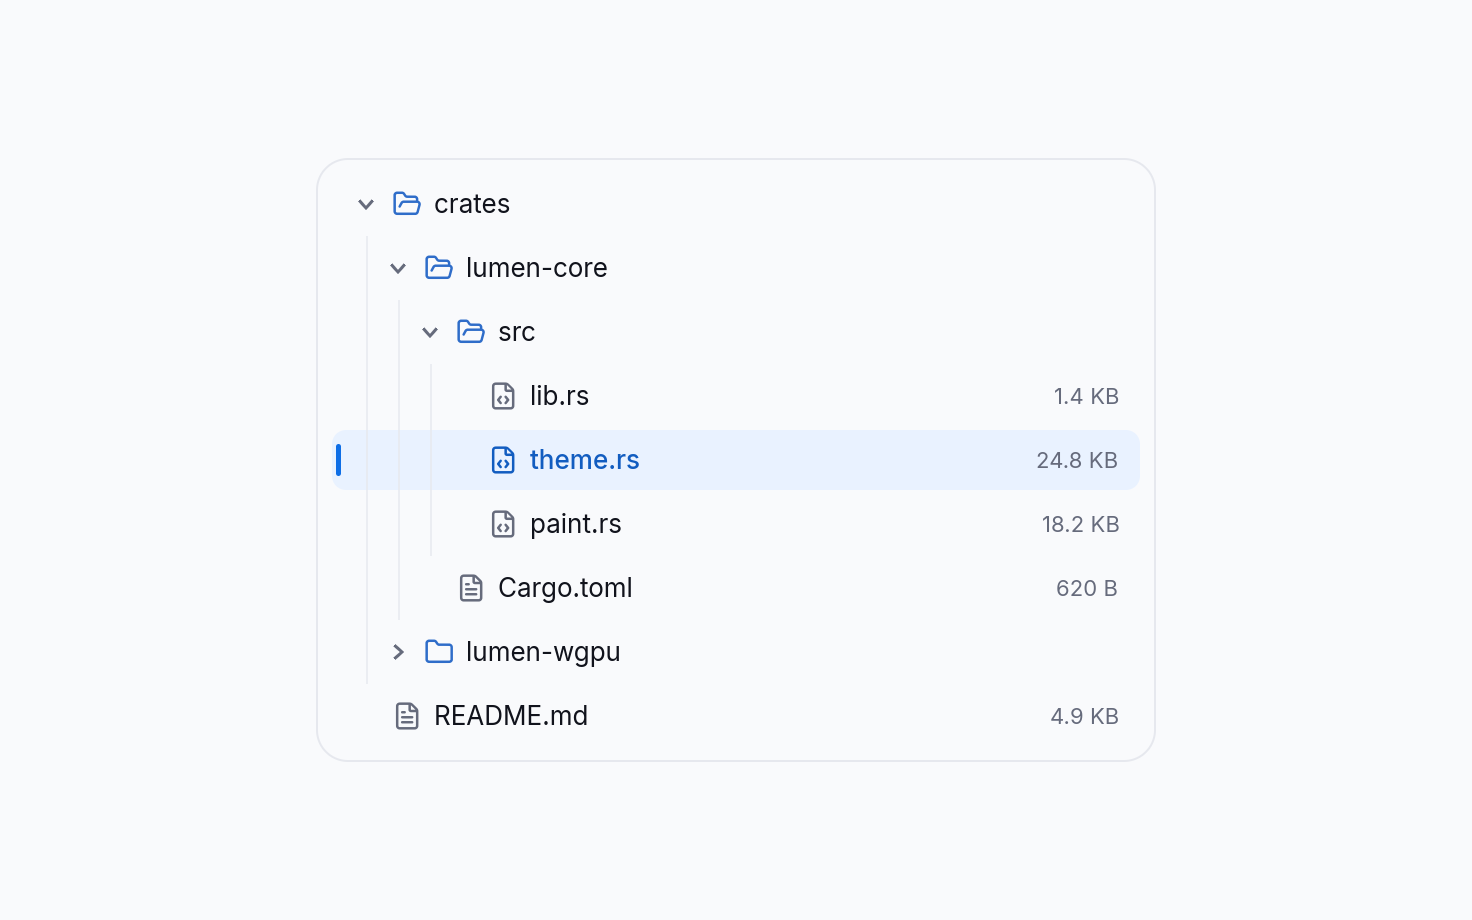 crates
lumen-core
src
lib.rs 1.4 KB
theme.rs 24.8 KB
paint.rs 18.2 KB
Cargo.toml 620 B
lumen-wgpu
README.md 4.9 KB